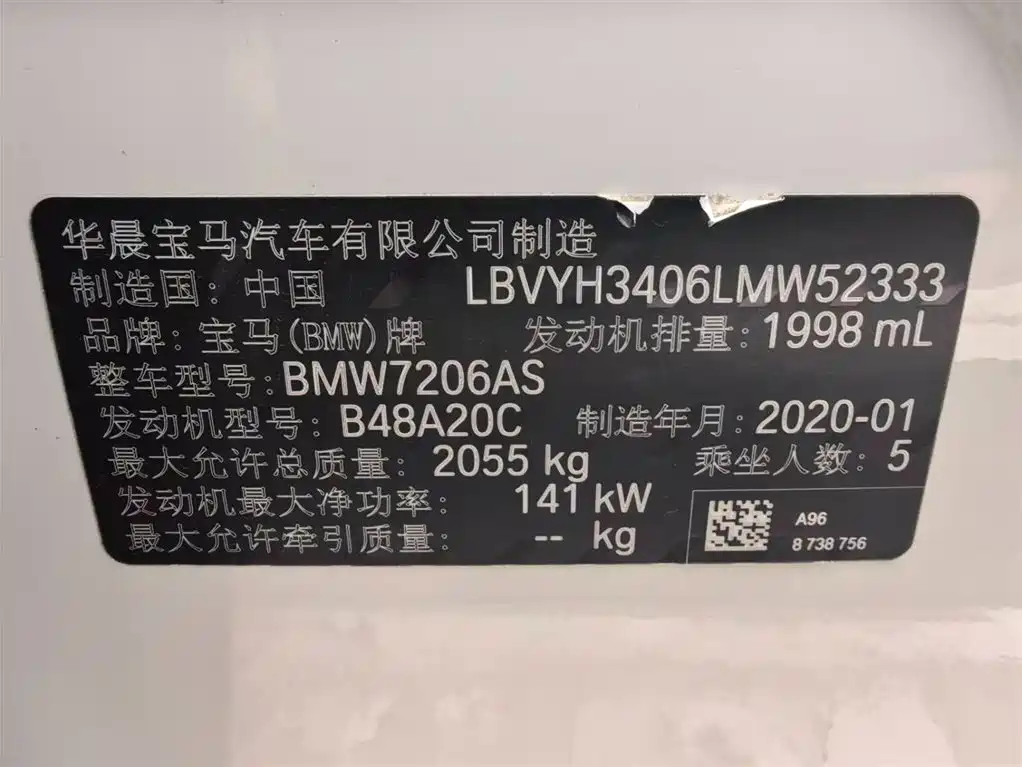 华晨宝马汽车有限公司制造
制造国: 中国 LBVYH3406LMW52333
品牌: 宝马(BMW)牌 发动机排量: 1998 mL
整车型号: BMW7206AS
发动机型号: B48A20C 制造年月: 2020-01
最大允许总质量: 2055 kg 乘坐人数: 5
发动机最大净功率: 141 kW
最大允许牵引质量: -- kg
A96
8 738 756